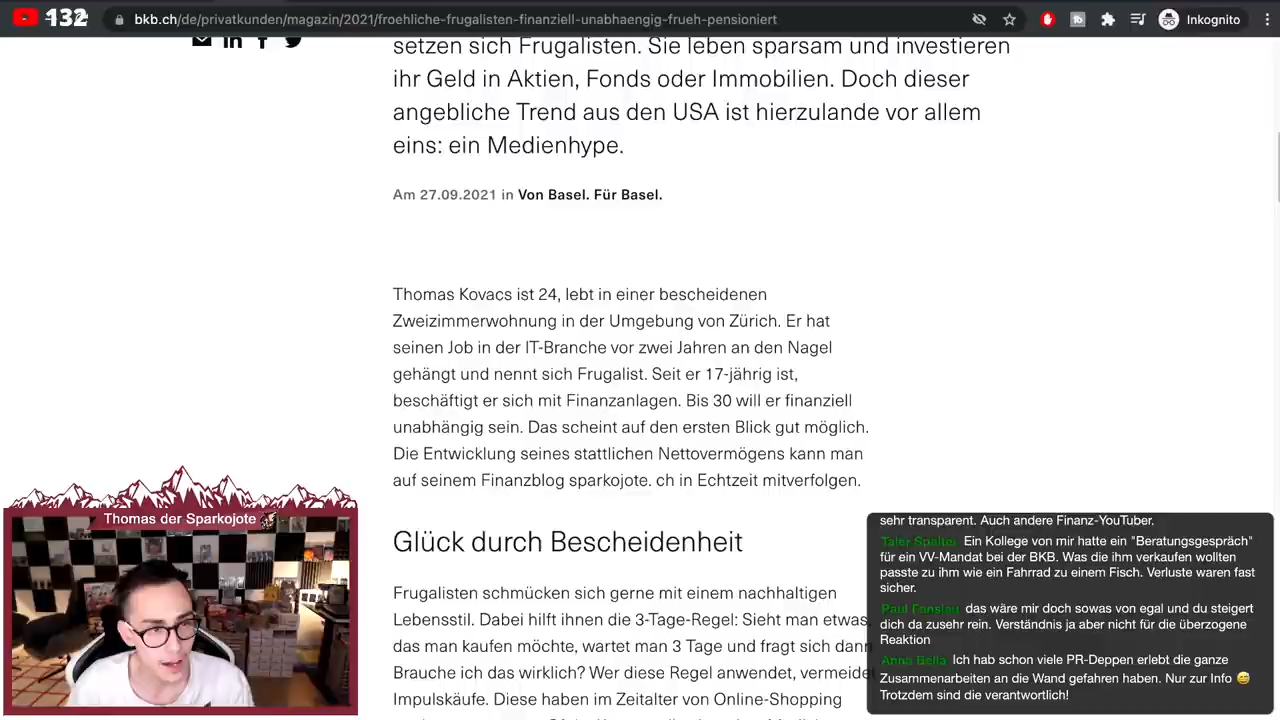 132
bkb.ch/de/privatkunden/magazin/2021/froehliche-frugalisten-finanziell-unabhaengig-frueh-pensioniert
Inkognito
setzen sich Frugalisten. Sie leben sparsam und investieren
ihr Geld in Aktien, Fonds oder Immobilien. Doch dieser
angebliche Trend aus den USA ist hierzulande vor allem
eins: ein Medienhype.
Am 27.09.2021 in Von Basel. Für Basel.
Thomas Kovacs ist 24, lebt in einer bescheidenen
Zweizimmerwohnung in der Umgebung von Zürich. Er hat
seinen Job in der IT-Branche vor zwei Jahren an den Nagel
gehängt und nennt sich Frugalist. Seit er 17-jährig ist,
beschäftigt er sich mit Finanzanlagen. Bis 30 will er finanziell
unabhängig sein. Das scheint auf den ersten Blick gut möglich.
Die Entwicklung seines stattlichen Nettovermögens kann man
auf seinem Finanzblog sparkojote. ch in Echtzeit mitverfolgen.
Glück durch Bescheidenheit
Frugalisten schmücken sich gerne mit einem nachhaltigen
Lebensstil. Dabei hilft ihnen die 3-Tage-Regel: Sieht man etwas,
das man kaufen möchte, wartet man 3 Tage und fragt sich dann
Brauche ich das wirklich? Wer diese Regel anwendet, vermeidet
Impulskäufe. Diese haben im Zeitalter von Online-Shopping
Thomas der Sparkojote
sehr transparent. Auch andere Finanz-YouTuber.
Taler Spalter Ein Kollege von mir hatte ein "Beratungsgespräch"
für ein VV-Mandat bei der BKB. Was die ihm verkaufen wollten
passte zu ihm wie ein Fahrrad zu einem Fisch. Verluste waren fast
sicher.
Paul das wäre mir doch sowas von egal und du steigert
dich da zusehr rein. Verständnis ja aber nicht für die überzogene
Reaktion
Anna Bella Ich hab schon viele PR-Deppen erlebt die ganze
Zusammenarbeiten an die Wand gefahren haben. Nur zur Info 😅
Trotzdem sind die verantwortlich!